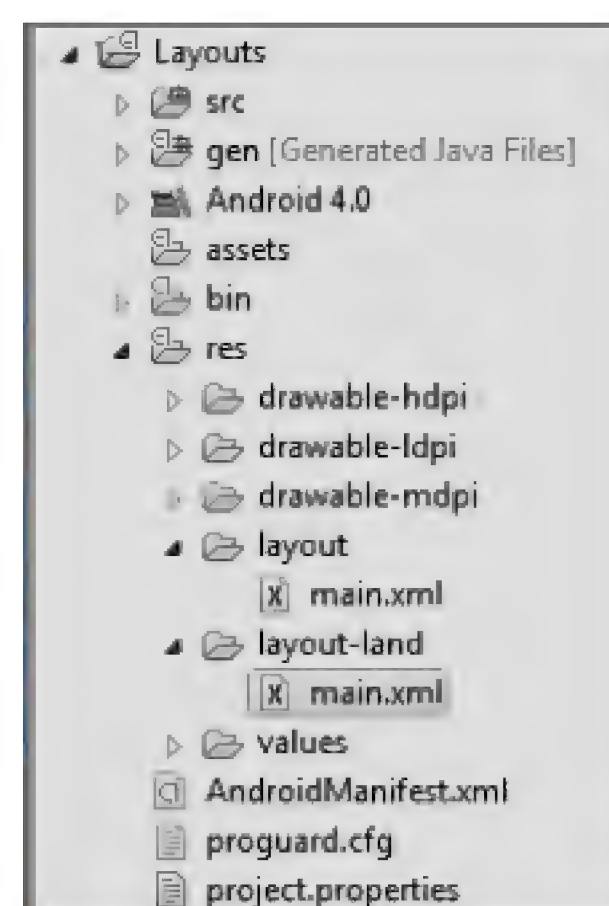 Layouts
src
gen [Generated Java Files]
Android 4.0
assets
bin
res
drawable-hdpi
drawable-ldpi
drawable-mdpi
layout
main.xml
layout-land
main.xml
values
AndroidManifest.xml
proguard.cfg
project.properties